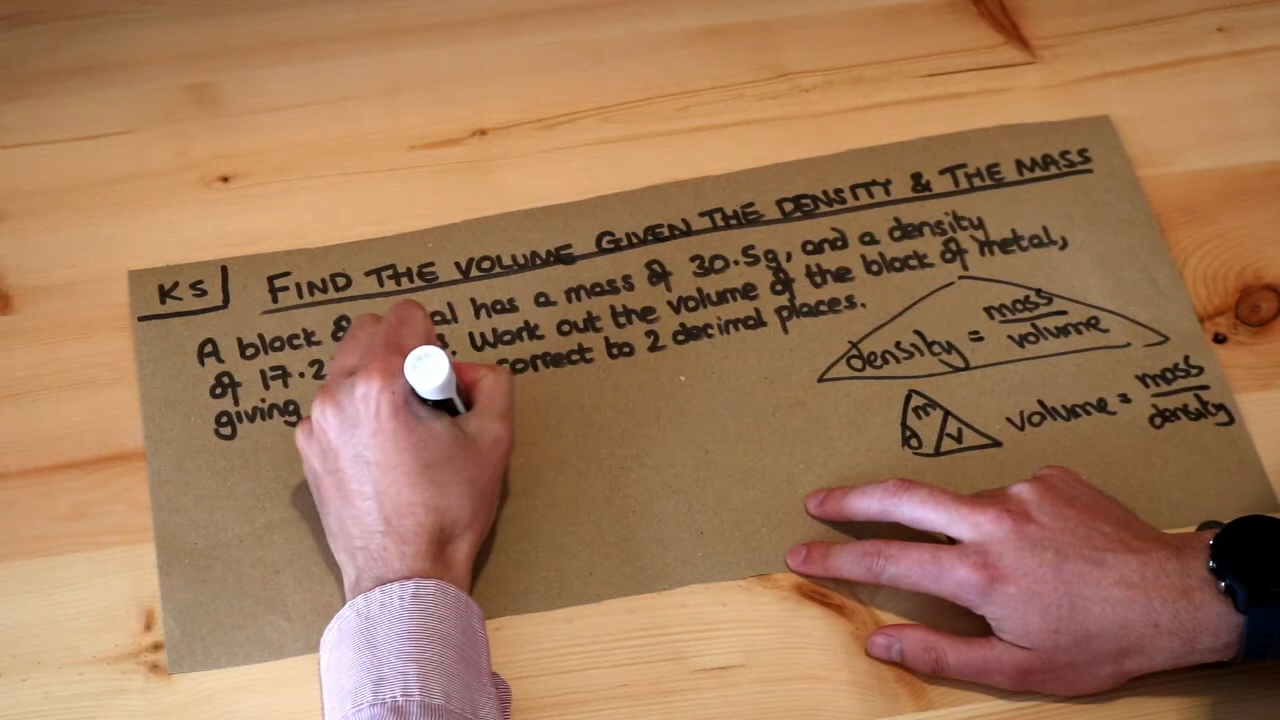 K5
FIND THE VOLUME GIVEN THE DENSITY & THE MASS
A block of al has a mass of 30.5g, and a density
of 17.2 Work out the volume of the block of metal,
giving correct to 2 decimal places.
density = mass
volume
m
d v
volume = mass
density